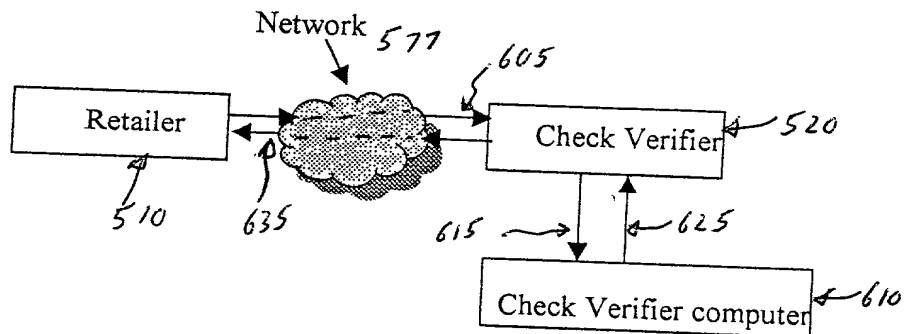 Network 577
605
Retailer
Check Verifier
520
510
635
615
625
Check Verifier computer
610